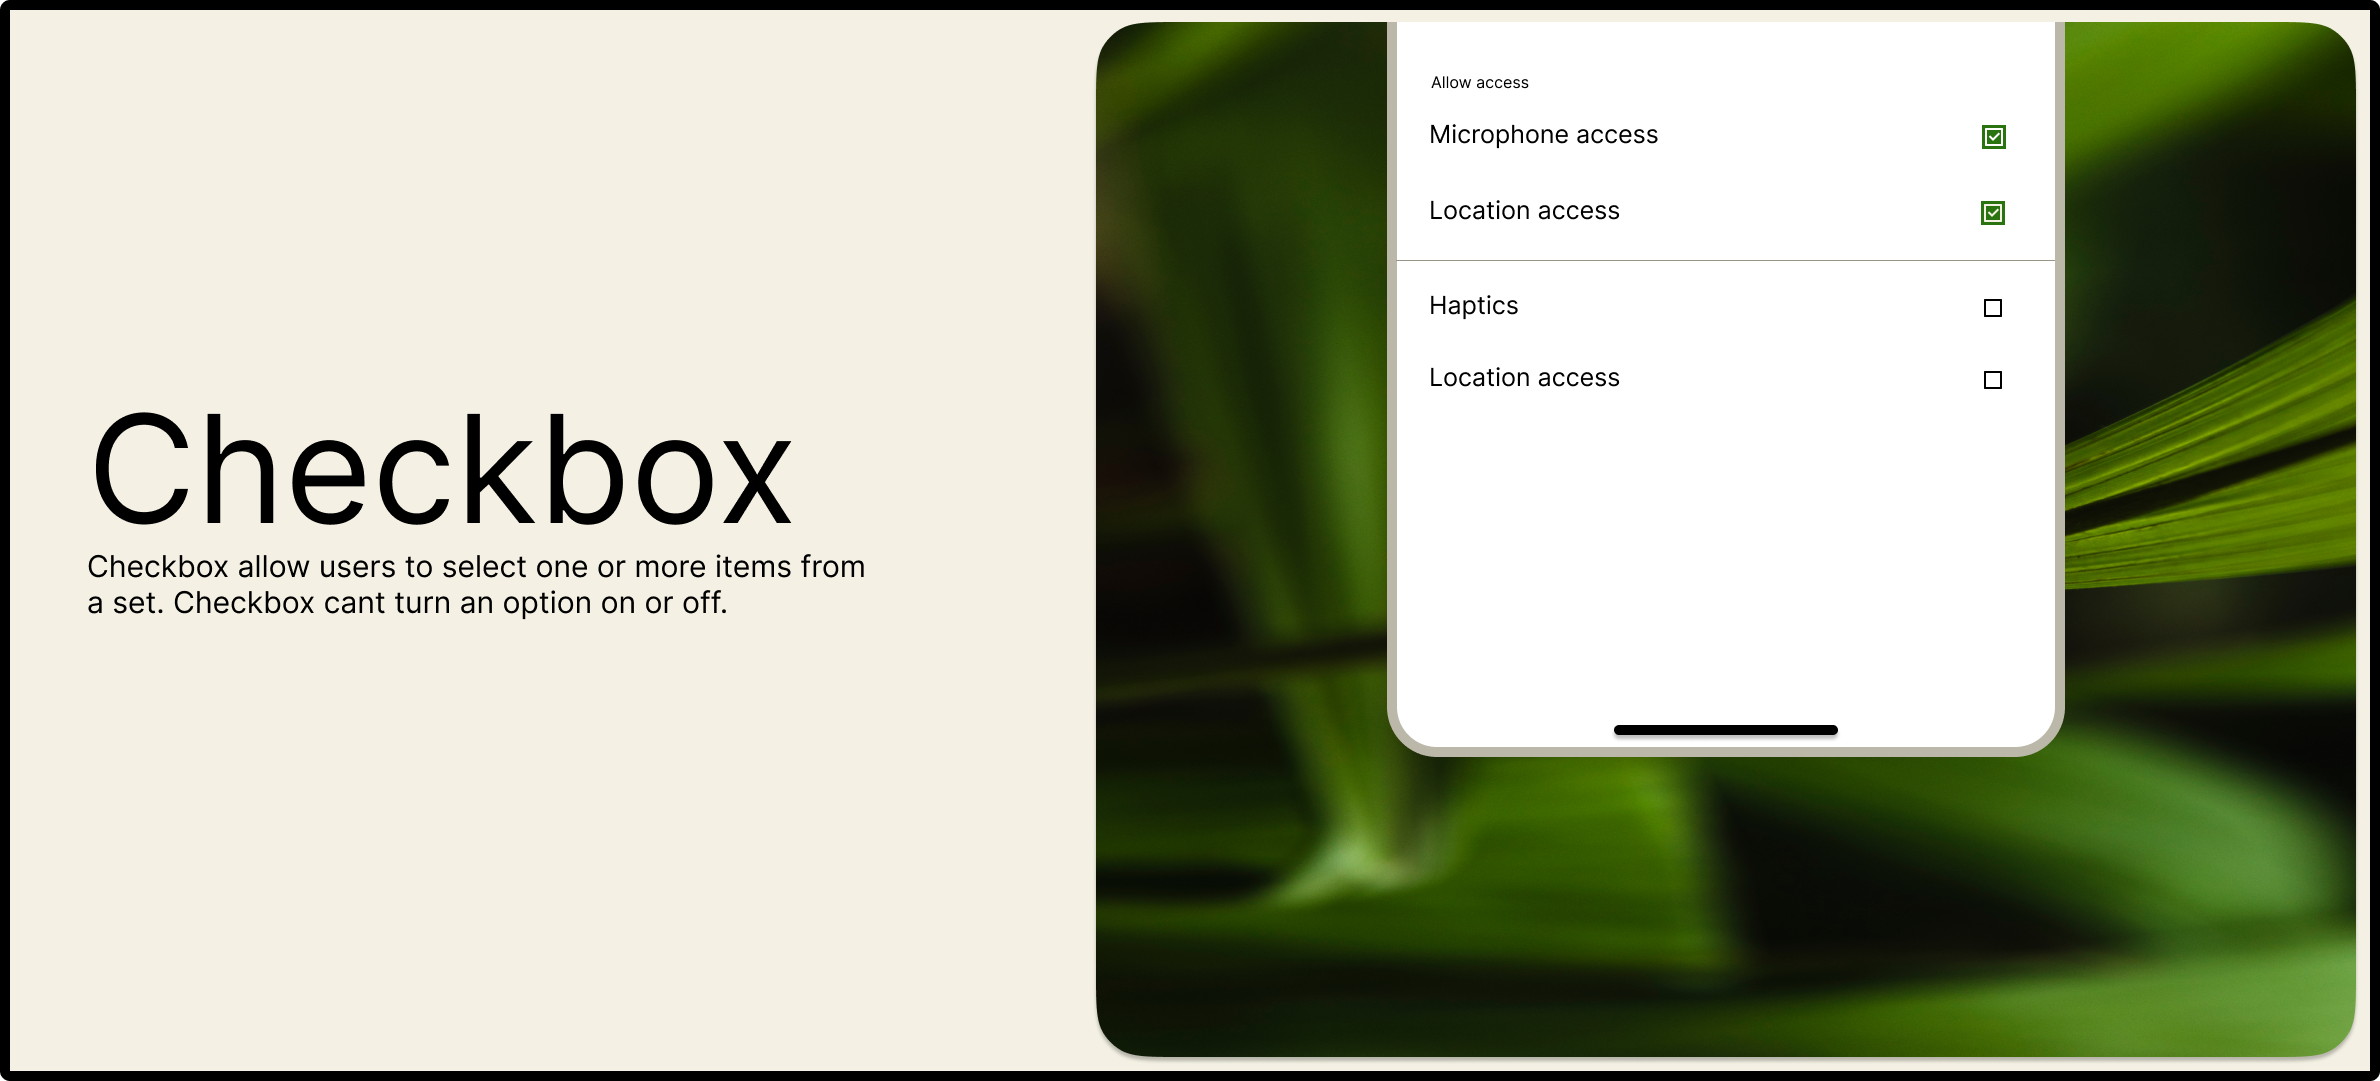 Checkbox
Checkbox allow users to select one or more items from
a set. Checkbox cant turn an option on or off.
Allow access
Microphone access
Location access
Haptics
Location access